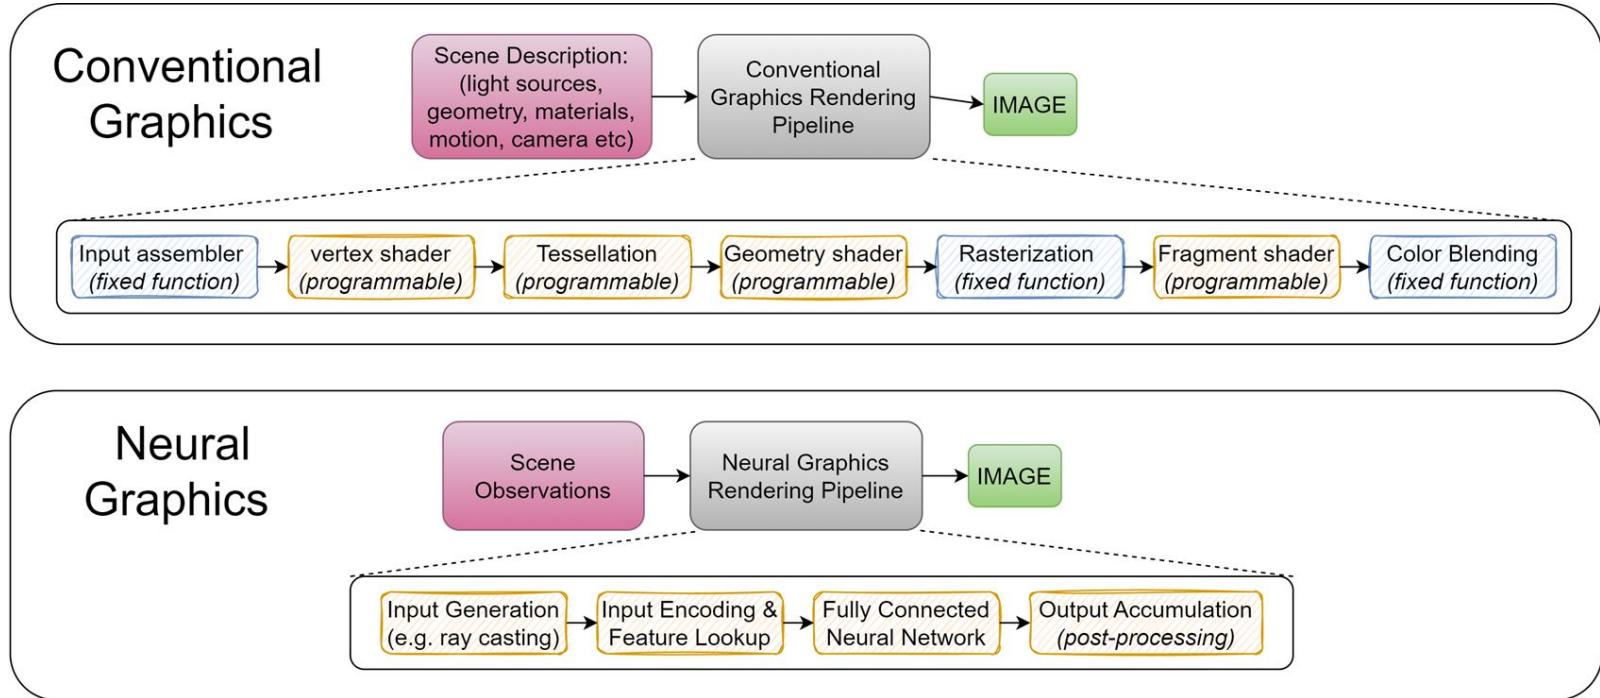 Conventional
Graphics
Scene Description:
(light sources,
geometry, materials,
motion, camera etc)
Conventional
Graphics Rendering
Pipeline
IMAGE
Input assembler
(fixed function)
vertex shader
(programmable)
Tessellation
(programmable)
Geometry shader
(programmable)
Rasterization
(fixed function)
Fragment shader
(programmable)
Color Blending
(fixed function)
Neural
Graphics
Scene
Observations
Neural Graphics
Rendering Pipeline
IMAGE
Input Generation
(e.g. ray casting)
Input Encoding &
Feature Lookup
Fully Connected
Neural Network
Output Accumulation
(post-processing)